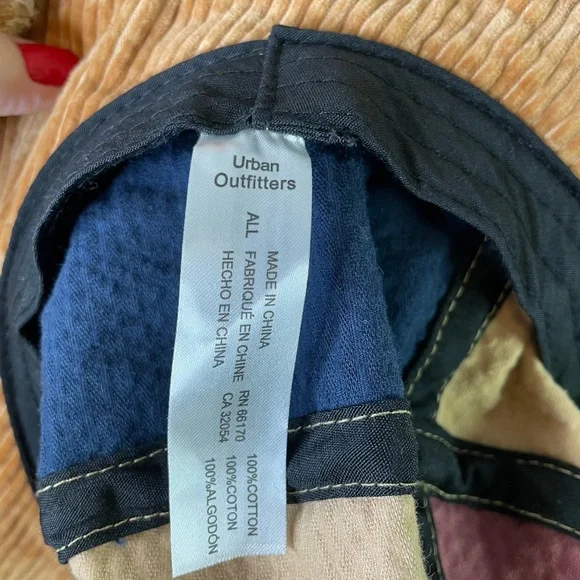 Urban
Outfitters
ALL
MADE IN CHINA
FABRIQUÉ EN CHINE
HECHO EN CHINA
RN 66170
CA 32054
100%COTTON
100%COTON
100%ALGODÓN